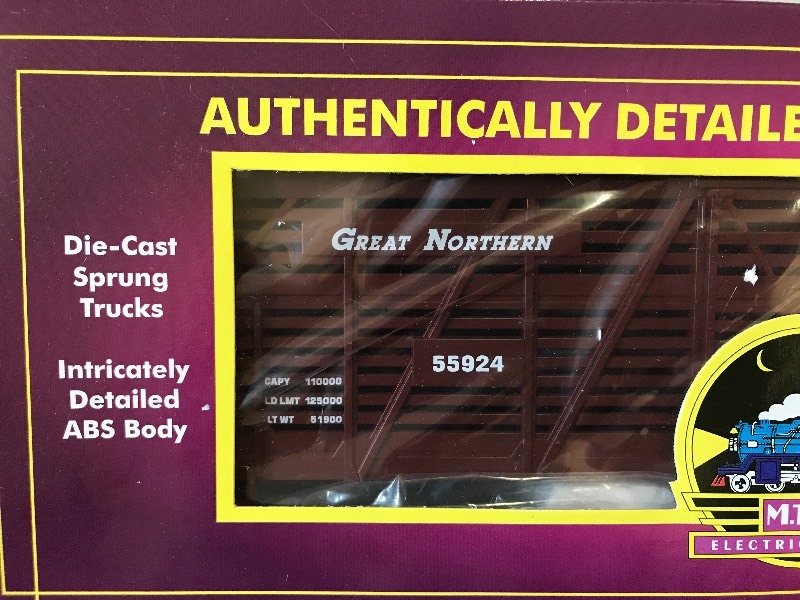 AUTHENTICALLY DETAILE
Die-Cast
Sprung
Trucks
Intricately
Detailed
ABS Body
GREAT NORTHERN
55924
CAPY 110000
LD LMT 125000
LT WT 51900
M.T
ELECTRI